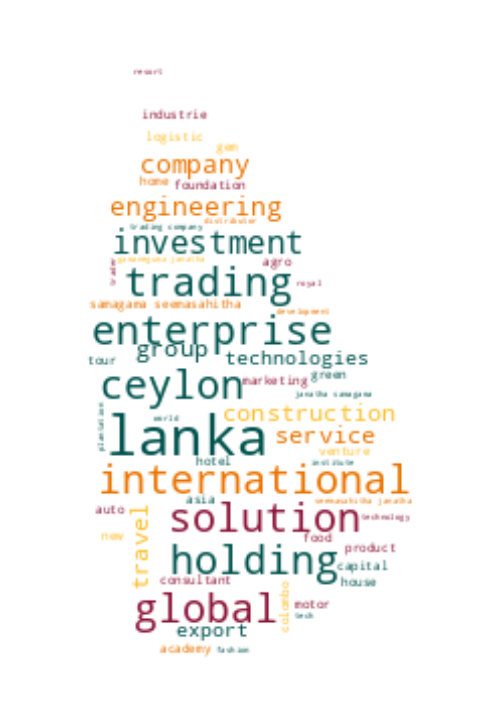 resort
industrie
logistic
gem
company
home foundation
engineering
distributor
trading company
investment
gamanegama janatha
agro
trader
trading
royal
samagama seemasahitha
development
enterprise
group
technologies
tour
ceylon
marketing
green
janatha samagama
plantation
world
construction
lanka
service
venture
hotel
institute
international
asia
seemasahitha janatha
auto
solution
technology
travel
new
food
product
holding
capital
consultant
house
colombo
global
motor
tech
export
academy
fashion